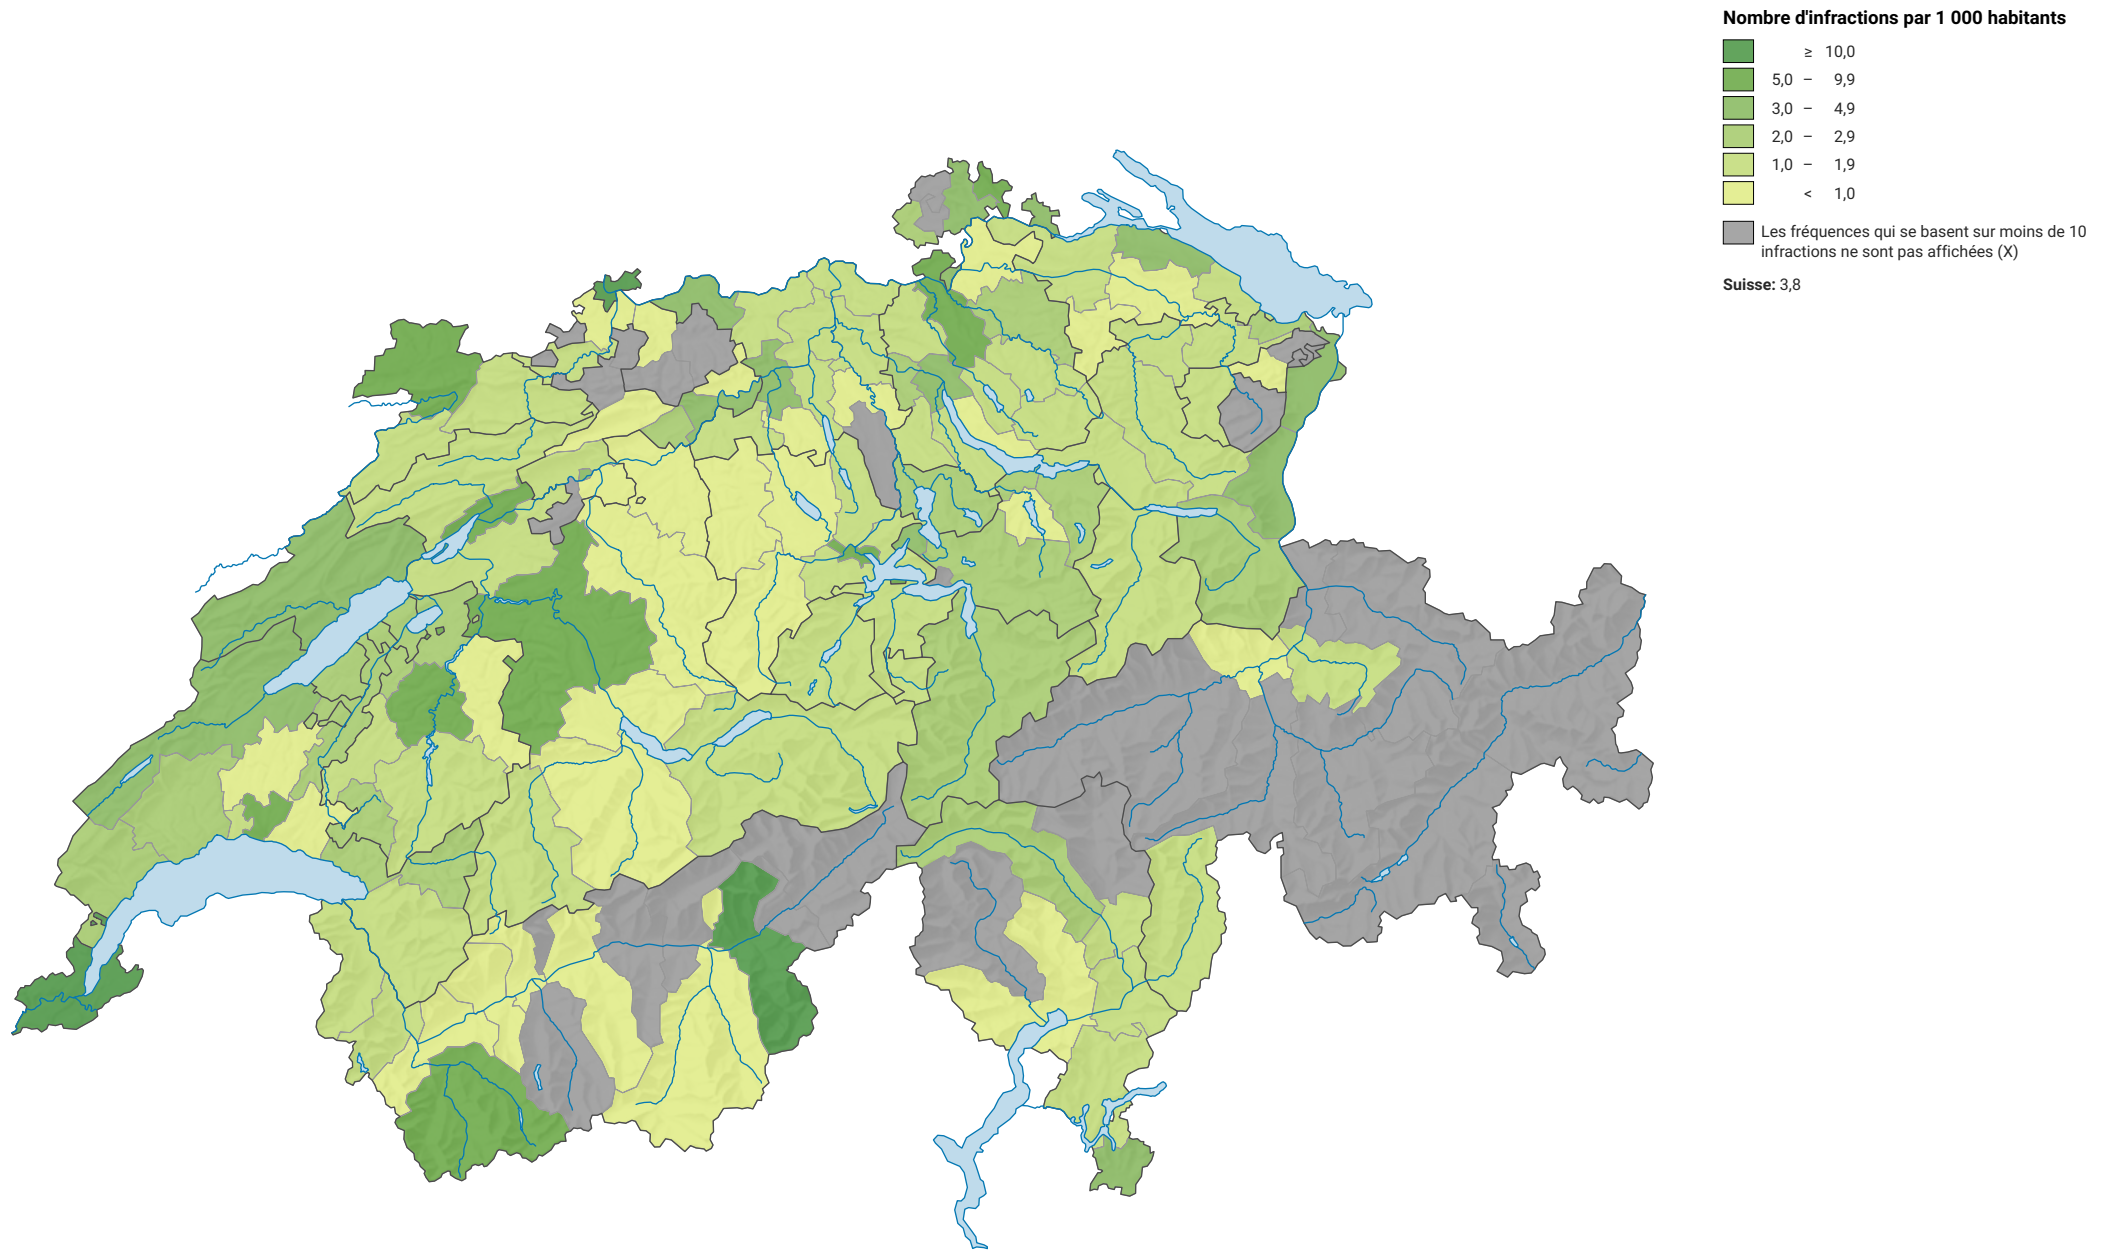 Nombre d'infractions par 1 000 habitants
≥ 10,0
5,0 – 9,9
3,0 – 4,9
2,0 – 2,9
1,0 – 1,9
< 1,0
Les fréquences qui se basent sur moins de 10
infractions ne sont pas affichées (X)
Suisse: 3,8